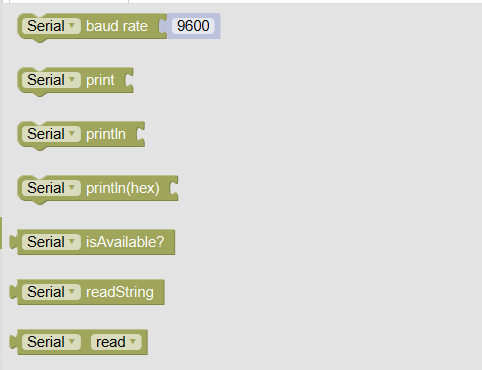 Serial baud rate 9600
Serial print
Serial println
Serial println(hex)
Serial isAvailable?
Serial readString
Serial read